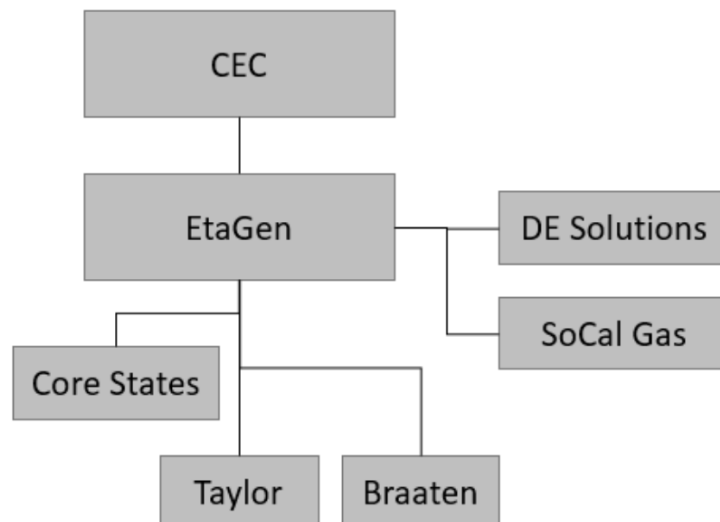 CEC
EtaGen
DE Solutions
SoCal Gas
Core States
Taylor
Braaten